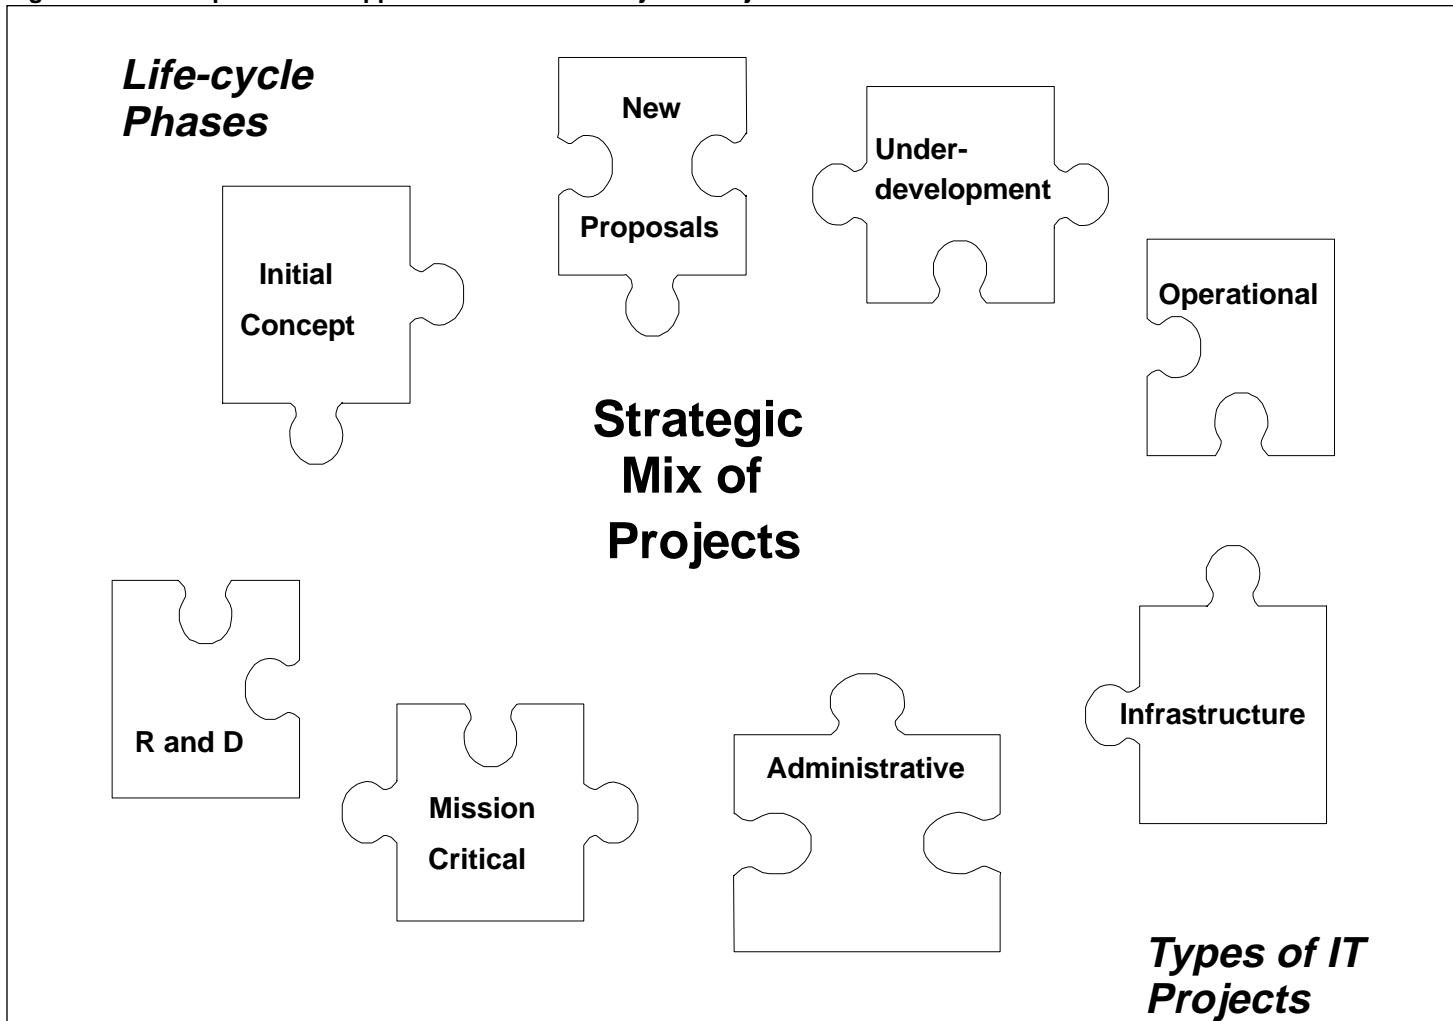 Life-cycle
Phases
New
Proposals
Under-
development
Initial
Concept
Operational
Strategic
Mix of
Projects
R and D
Mission
Critical
Administrative
Infrastructure
Types of IT
Projects